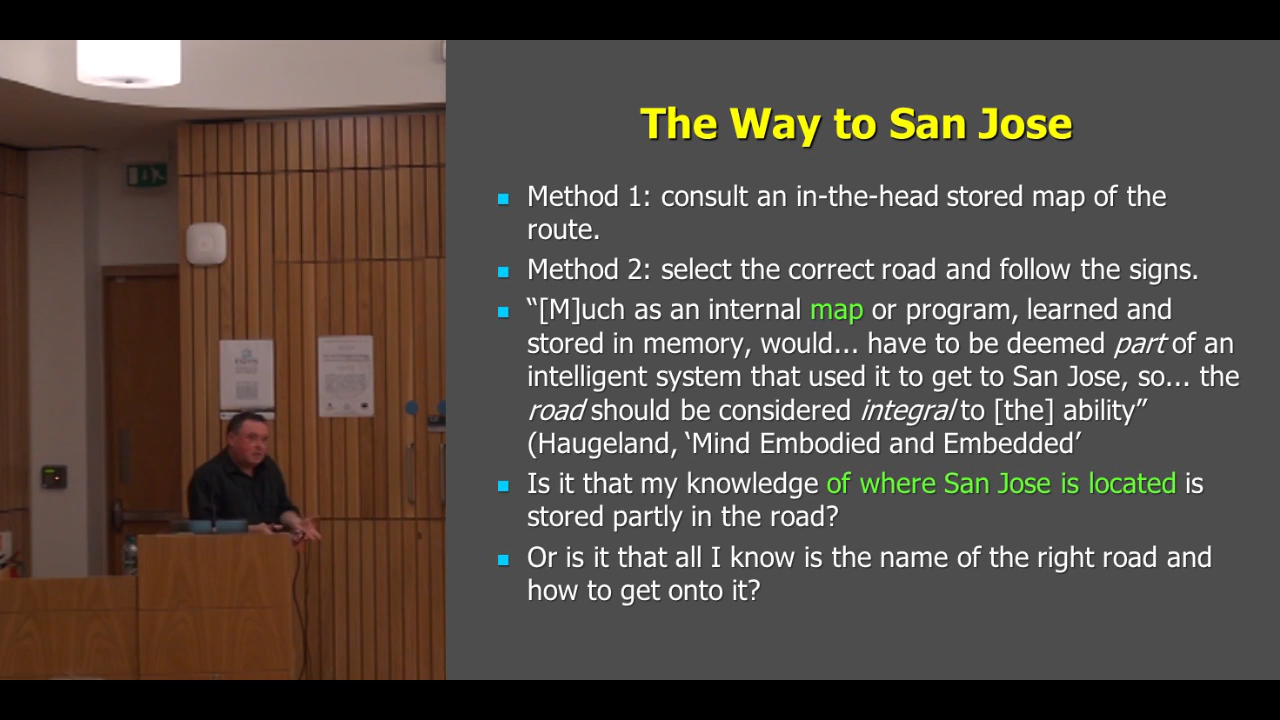 The Way to San Jose
Method 1: consult an in-the-head stored map of the
route.
Method 2: select the correct road and follow the signs.
“[M]uch as an internal map or program, learned and
stored in memory, would... have to be deemed part of an
intelligent system that used it to get to San Jose, so... the
road should be considered integral to [the] ability”
(Haugeland, ‘Mind Embodied and Embedded’
Is it that my knowledge of where San Jose is located is
stored partly in the road?
Or is it that all I know is the name of the right road and
how to get onto it?